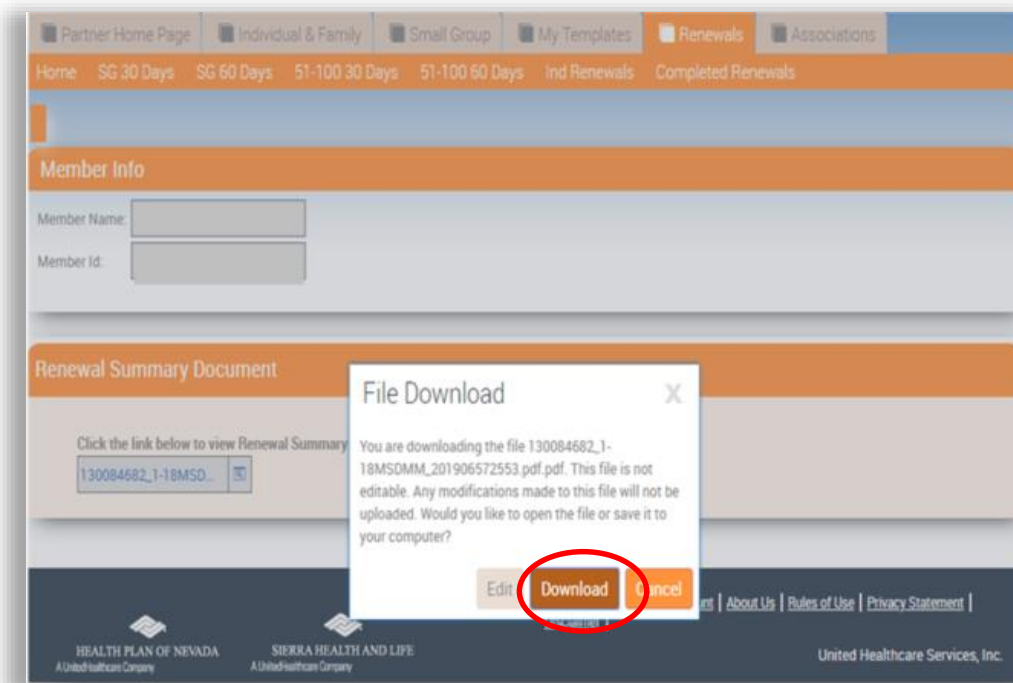 Partner Home Page Individual & Family Small Group My Templates Renewals Associations
Home SG 30 Days SG 60 Days 51-100 30 Days 51-100 60 Days Ind Renewals Completed Renewals
Member Info
Member Name:
Member Id:
Renewal Summary Document
Click the link below to view Renewal Summary
130084682_1-18MSD...
File Download X
You are downloading the file 130084682_1-
18MSDMM_201906572553.pdf.pdf. This file is not
editable. Any modifications made to this file will not be
uploaded. Would you like to open the file or save it to
your computer?
Edit Download Cancel
About Us | Rules of Use | Privacy Statement |
HEALTH PLAN OF NEVADA
A UnitedHealthcare Company
SIERRA HEALTH AND LIFE
A UnitedHealthcare Company
United Healthcare Services, Inc.